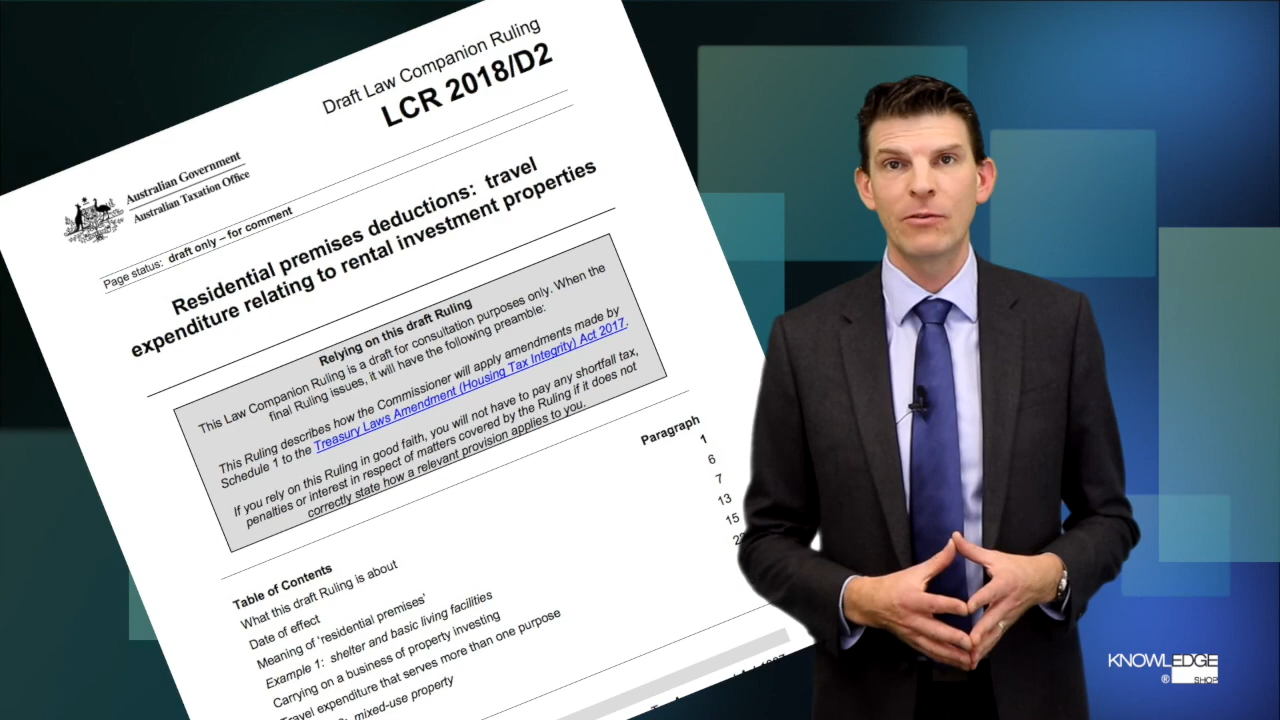 Draft Law Companion Ruling
LCR 2018/D2
Australian Government
Australian Taxation Office
Page status: draft only – for comment
Residential premises deductions: travel
expenditure relating to rental investment properties
Relying on this draft Ruling
This Law Companion Ruling is a draft for consultation purposes only. When the
final Ruling issues, it will have the following preamble:
This Ruling describes how the Commissioner will apply amendments made by
Schedule 1 to the Treasury Laws Amendment (Housing Tax Integrity) Act 2017.
If you rely on this Ruling in good faith, you will not have to pay any shortfall tax,
penalties or interest in respect of matters covered by the Ruling if it does not
correctly state how a relevant provision applies to you.
Table of Contents
Paragraph
What this draft Ruling is about
1
Date of effect
6
Meaning of 'residential premises'
7
Example 1: shelter and basic living facilities
13
Carrying on a business of property investing
15
Travel expenditure that serves more than one purpose
mixed-use property
KNOWLEDGE
® SHOP